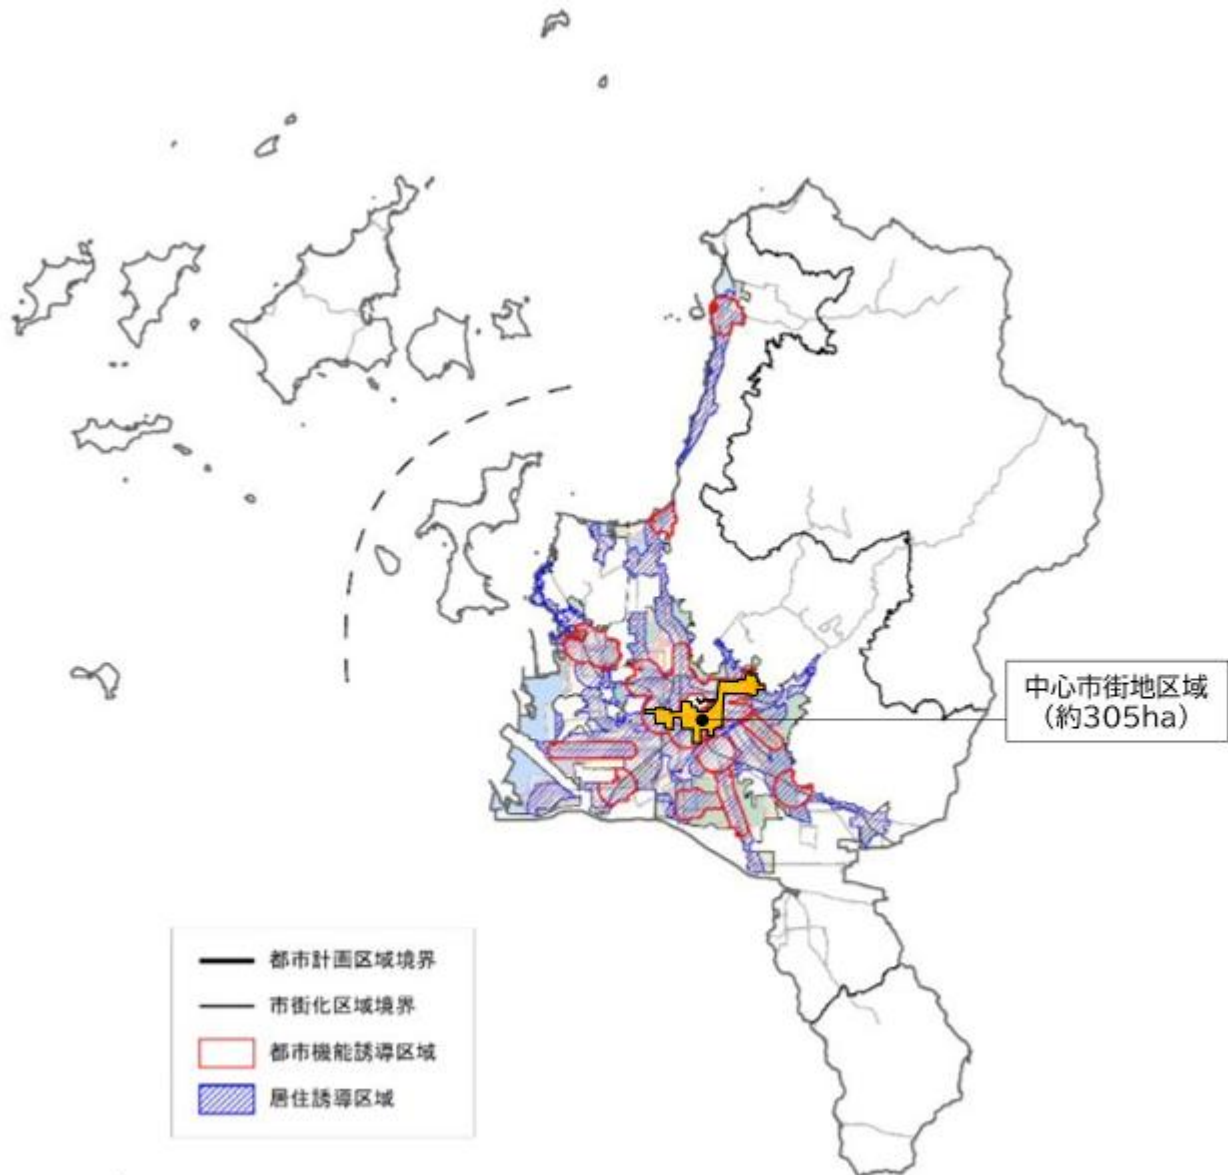 中心市街地区域
（約305ha）
都市計画区域境界
市街化区域境界
都市機能誘導区域
居住誘導区域